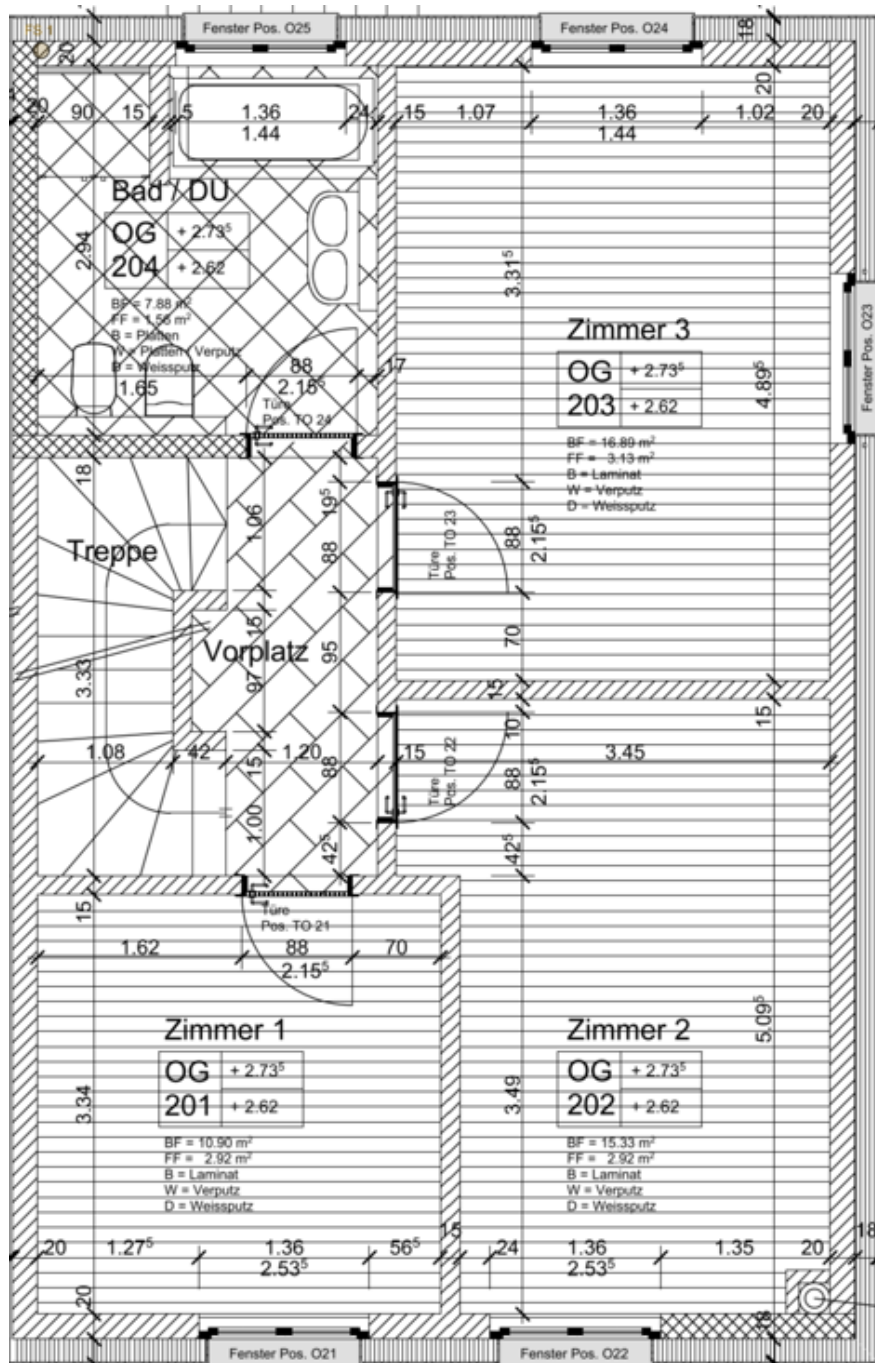 Fenster Pos. O25
Fenster Pos. O24
FS 1
20
18
20
20
90
15
5
1.36
1.44
24
15
1.07
1.36
1.44
1.02
20
Bad / DU
OG
+ 2.73⁵
204
+ 2.62
2.94
BF = 7.88 m²
FF = 1.56 m²
B = Platten
W = Platten / Verputz
D = Weissputz
1.65
88
2.15⁵
17
Türe
Pos. TO 24
3.31⁵
Zimmer 3
OG
+ 2.73⁵
203
+ 2.62
4.89⁵
Fenster Pos. O23
BF = 16.89 m²
FF = 3.13 m²
B = Laminat
W = Verputz
D = Weissputz
18
19⁵
1.06
88
Treppe
Türe
Pos. TO 23
88
2.15⁵
15
Vorplatz
95
97
70
3.33
15
15
1.08
42
1.20
15
88
15
10
3.45
Türe
Pos. TO 22
88
2.15⁵
1.00
42⁵
42⁵
15
Türe
Pos. TO 21
1.62
88
2.15⁵
70
Zimmer 1
OG
+ 2.73⁵
201
+ 2.62
3.34
BF = 10.90 m²
FF = 2.92 m²
B = Laminat
W = Verputz
D = Weissputz
Zimmer 2
OG
+ 2.73⁵
202
+ 2.62
3.49
5.09⁵
BF = 15.33 m²
FF = 2.92 m²
B = Laminat
W = Verputz
D = Weissputz
20
1.27⁵
1.36
2.53⁵
56⁵
15
24
1.36
2.53⁵
1.35
20
18
20
18
Fenster Pos. O21
Fenster Pos. O22